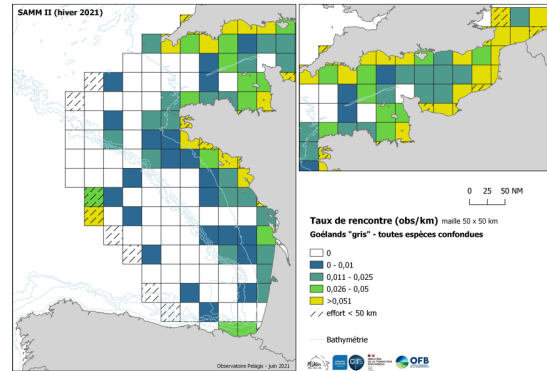 SAMM II (hiver 2021)
0 25 50 NM
Taux de rencontre (obs/km) maille 50 x 50 km
Goélands "gris" - toutes espèces confondues
0
0 - 0,01
0,011 - 0,025
0,026 - 0,05
>0,051
effort < 50 km
Bathymétrie
Observatoire Pelagis - juin 2021
OFB